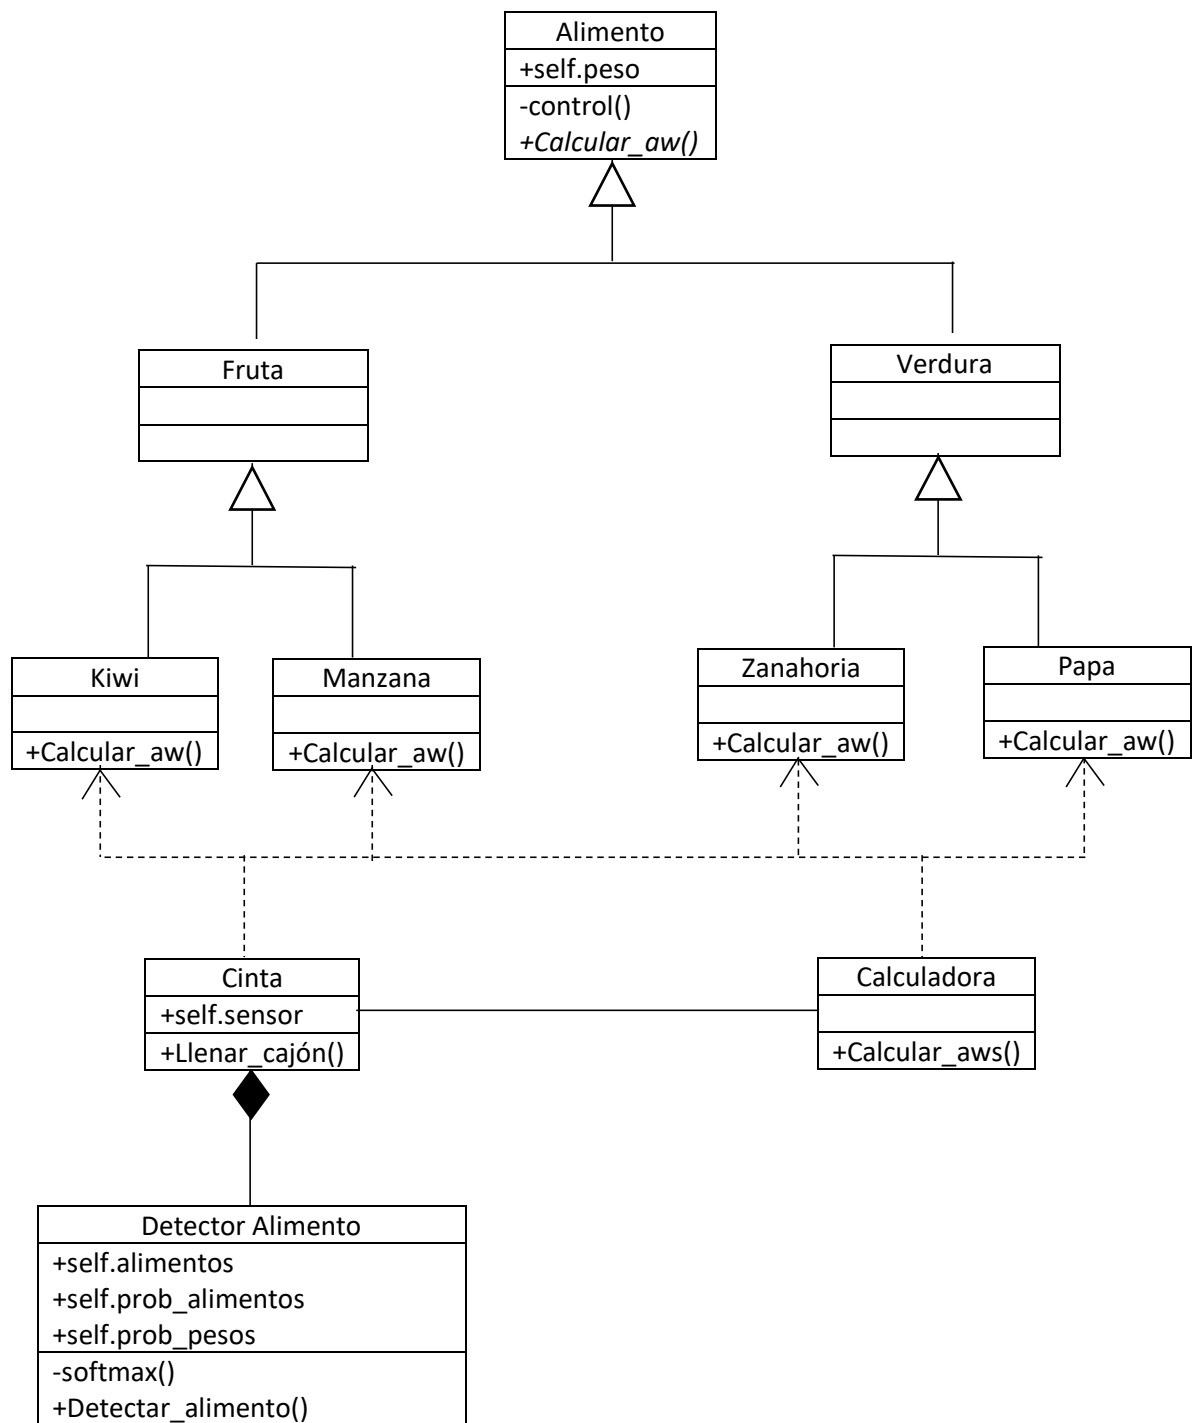 Alimento
+self.peso
-control()
+Calcular_aw()
Fruta
Verdura
Kiwi
+Calcular_aw()
Manzana
+Calcular_aw()
Zanahoria
+Calcular_aw()
Papa
+Calcular_aw()
Cinta
+self.sensor
+Llenar_cajón()
Calculadora
+Calcular_aws()
Detector Alimento
+self.alimentos
+self.prob_alimentos
+self.prob_pesos
-softmax()
+Detectar_alimento()